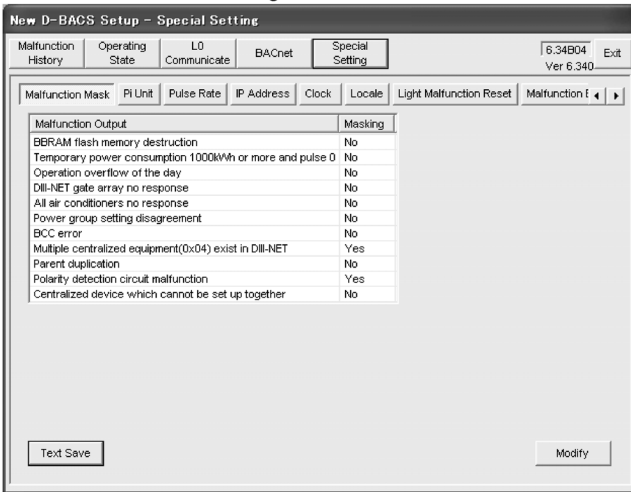 New D-BACS Setup - Special Setting
Malfunction History Operating State L0 Communicate BACnet Special Setting 6.34B04 Ver 6.340 Exit
Malfunction Mask Pi Unit Pulse Rate IP Address Clock Locale Light Malfunction Reset Malfunction E
Malfunction Output Masking
BBRAM flash memory destruction No
Temporary power consumption 1000kWh or more and pulse 0 No
Operation overflow of the day No
DIII-NET gate array no response No
All air conditioners no response No
Power group setting disagreement No
BCC error No
Multiple centralized equipment(0x04) exist in DIII-NET Yes
Parent duplication No
Polarity detection circuit malfunction Yes
Centralized device which cannot be set up together No
Text Save Modify